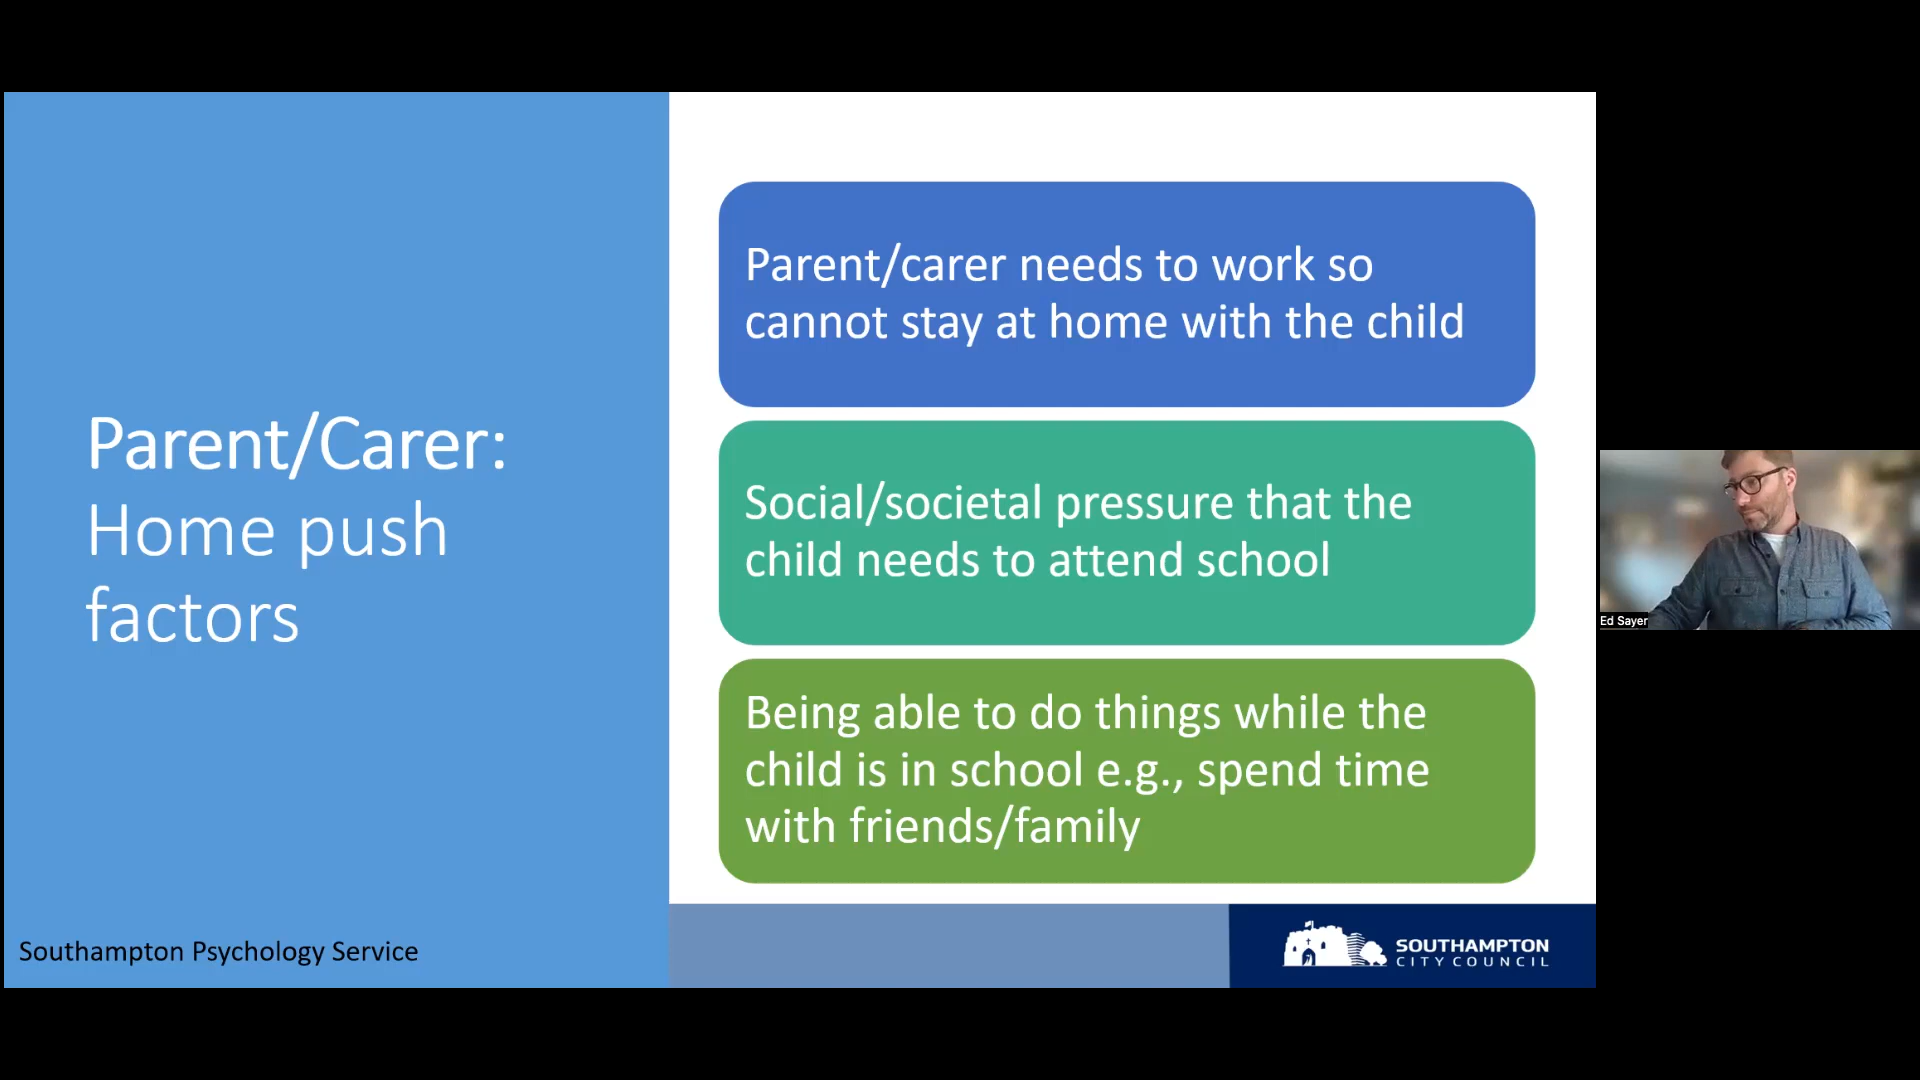 Parent/Carer:
Home push
factors
Southampton Psychology Service
Parent/carer needs to work so
cannot stay at home with the child
Social/societal pressure that the
child needs to attend school
Being able to do things while the
child is in school e.g., spend time
with friends/family
SOUTHAMPTON
CITY COUNCIL
Ed Sayer